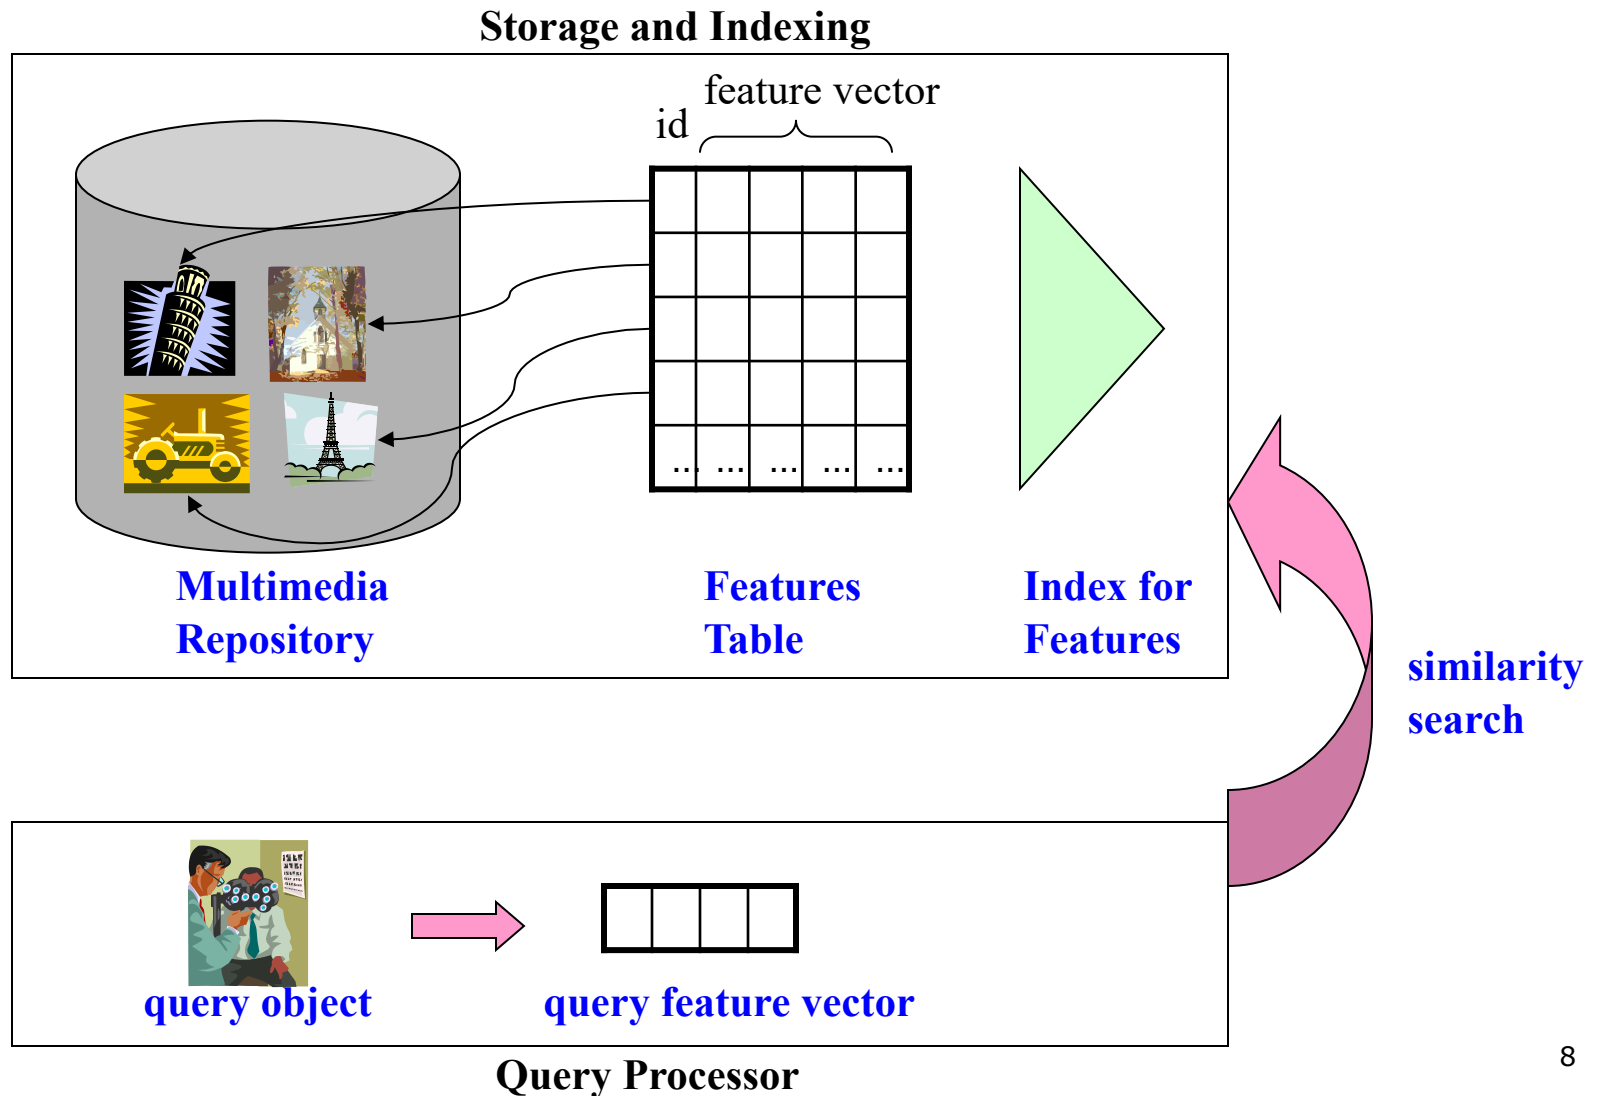 Storage and Indexing
feature vector
id
... ... ... ... ...
Multimedia
Repository
Features
Table
Index for
Features
similarity
search
query object
query feature vector
Query Processor
8